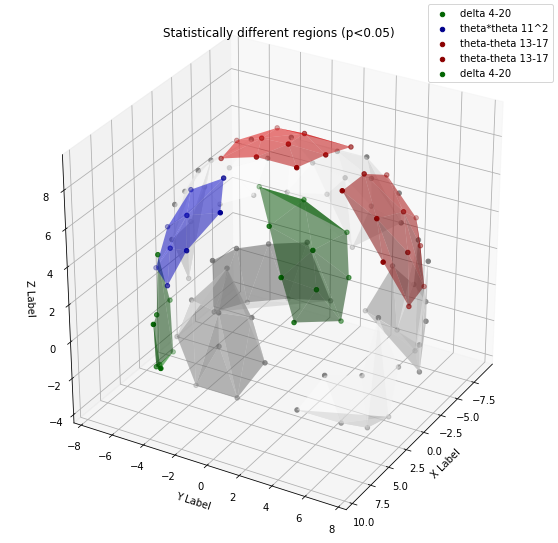 Statistically different regions (p<0.05)
delta 4-20
theta*theta 11^2
theta-theta 13-17
theta-theta 13-17
delta 4-20
Z Label
8
6
4
2
0
−2
−4
−8
−6
−4
−2
0
2
4
6
8
Y Label
−7.5
−5.0
−2.5
0.0
2.5
5.0
7.5
10.0
X Label